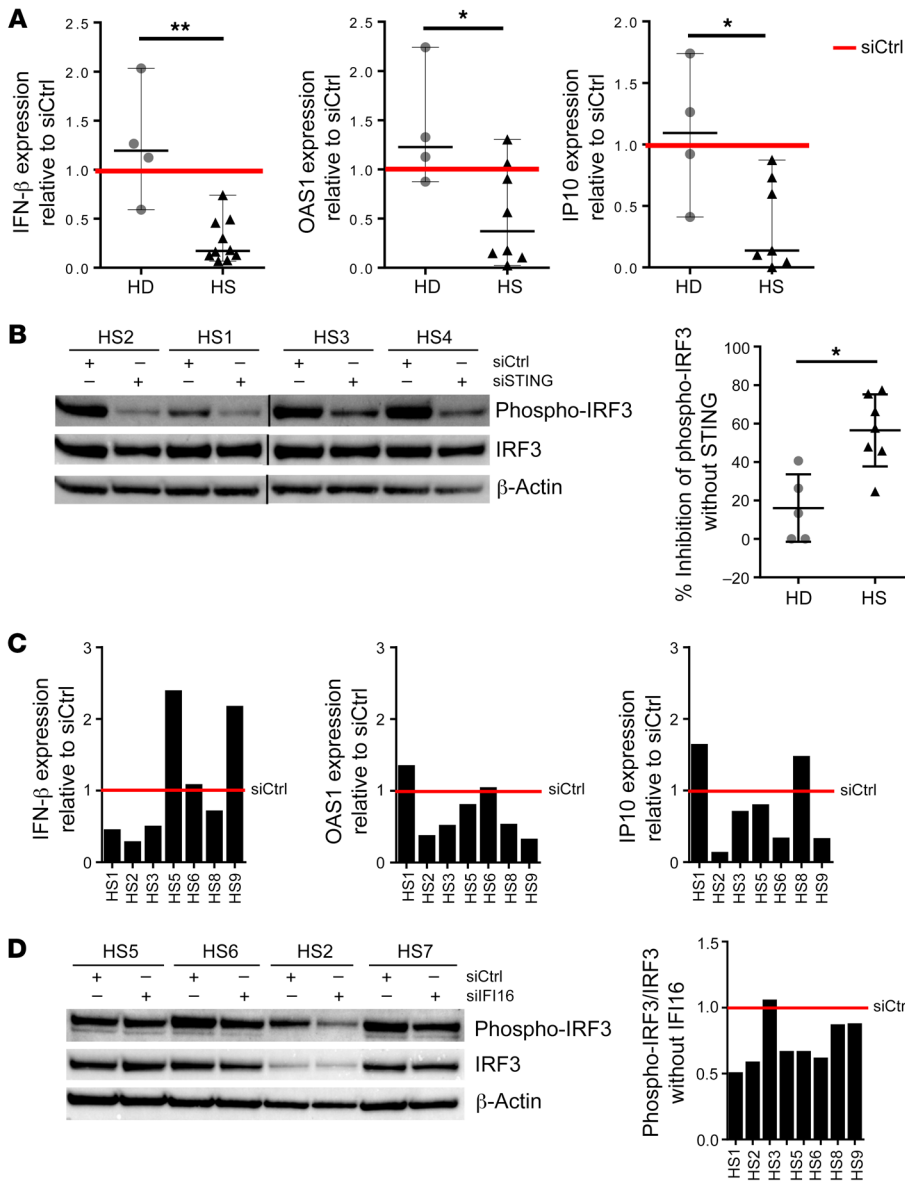 A
IFN-β expression
relative to siCtrl
2.5
2.0
1.5
1.0
0.5
0.0
**
HD
HS
OAS1 expression
relative to siCtrl
2.5
2.0
1.5
1.0
0.5
0.0
*
HD
HS
IP10 expression
relative to siCtrl
2.0
1.5
1.0
0.5
0.0
*
HD
HS
siCtrl
B
HS2 HS1 HS3 HS4
+ – + – + – + – siCtrl
– + – + – + – + siSTING
Phospho-IRF3
IRF3
β-Actin
% Inhibition of phospho-IRF3
without STING
100
80
60
40
20
0
–20
*
HD
HS
C
IFN-β expression
relative to siCtrl
3
2
1
0
siCtrl
HS1
HS2
HS3
HS5
HS6
HS8
HS9
OAS1 expression
relative to siCtrl
3
2
1
0
siCtrl
HS1
HS2
HS3
HS5
HS6
HS8
HS9
IP10 expression
relative to siCtrl
3
2
1
0
siCtrl
HS1
HS2
HS3
HS5
HS6
HS8
HS9
D
HS5 HS6 HS2 HS7
+ – + – + – + – siCtrl
– + – + – + – + siIFI16
Phospho-IRF3
IRF3
β-Actin
Phospho-IRF3/IRF3
without IFI16
1.5
1.0
0.5
0.0
siCtr
HS1
HS2
HS3
HS5
HS6
HS8
HS9